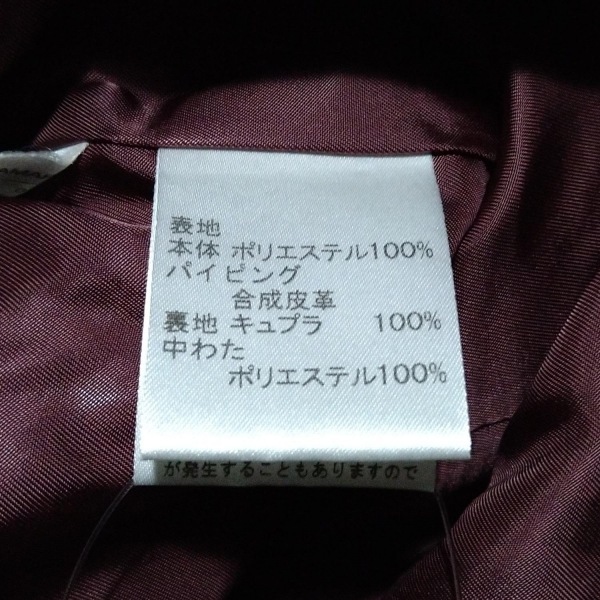 表地
本体 ポリエステル100%
パイピング
合成皮革
裏地 キュプラ 100%
中わた
ポリエステル100%
が発生することもありますので